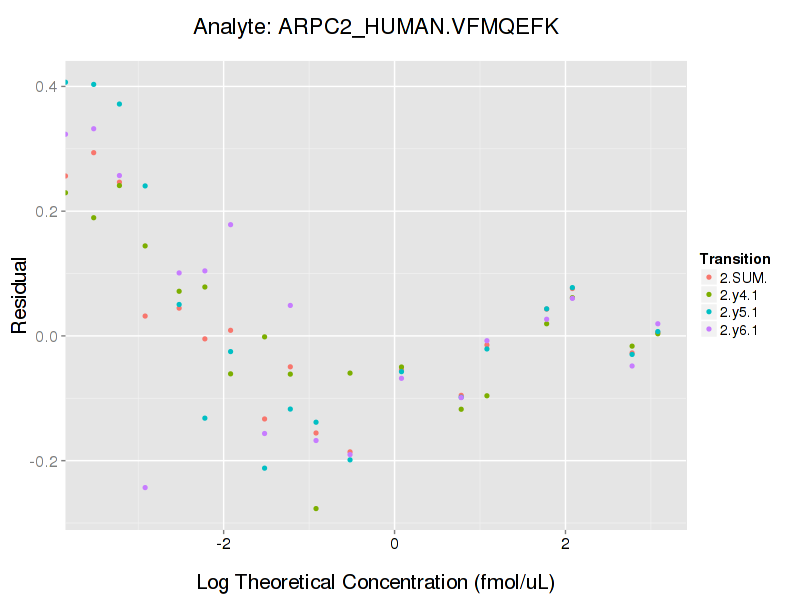 Analyte: ARPC2_HUMAN.VFMQEFK
Residual
0.4
0.2
0.0
-0.2
-2
0
2
Log Theoretical Concentration (fmol/uL)
Transition
2.SUM.
2.y4.1
2.y5.1
2.y6.1